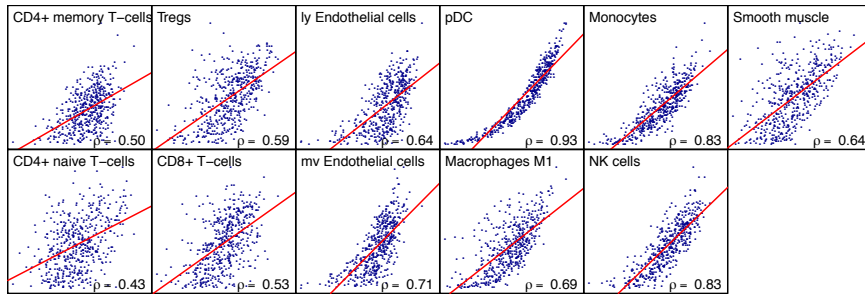 CD4+ memory T-cells
Tregs
ly Endothelial cells
pDC
Monocytes
Smooth muscle
ρ = 0.50
ρ = 0.59
ρ = 0.64
ρ = 0.93
ρ = 0.83
ρ = 0.64
CD4+ naive T-cells
CD8+ T-cells
mv Endothelial cells
Macrophages M1
NK cells
ρ = 0.43
ρ = 0.53
ρ = 0.71
ρ = 0.69
ρ = 0.83